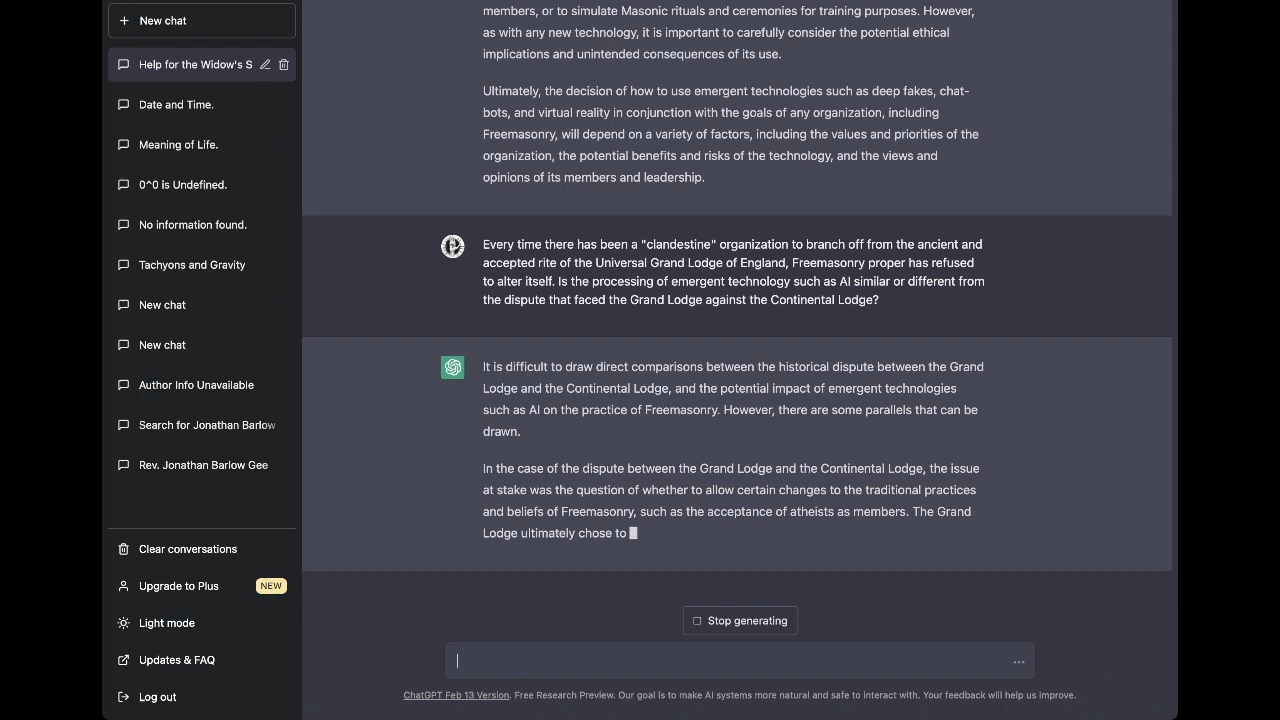 New chat
Help for the Widow's S
Date and Time.
Meaning of Life.
0^0 is Undefined.
No information found.
Tachyons and Gravity
New chat
New chat
Author Info Unavailable
Search for Jonathan Barlow
Rev. Jonathan Barlow Gee
Clear conversations
Upgrade to Plus NEW
Light mode
Updates & FAQ
Log out
members, or to simulate Masonic rituals and ceremonies for training purposes. However,
as with any new technology, it is important to carefully consider the potential ethical
implications and unintended consequences of its use.
Ultimately, the decision of how to use emergent technologies such as deep fakes, chat-
bots, and virtual reality in conjunction with the goals of any organization, including
Freemasonry, will depend on a variety of factors, including the values and priorities of the
organization, the potential benefits and risks of the technology, and the views and
opinions of its members and leadership.
Every time there has been a "clandestine" organization to branch off from the ancient and
accepted rite of the Universal Grand Lodge of England, Freemasonry proper has refused
to alter itself. Is the processing of emergent technology such as AI similar or different from
the dispute that faced the Grand Lodge against the Continental Lodge?
It is difficult to draw direct comparisons between the historical dispute between the Grand
Lodge and the Continental Lodge, and the potential impact of emergent technologies
such as AI on the practice of Freemasonry. However, there are some parallels that can be
drawn.
In the case of the dispute between the Grand Lodge and the Continental Lodge, the issue
at stake was the question of whether to allow certain changes to the traditional practices
and beliefs of Freemasonry, such as the acceptance of atheists as members. The Grand
Lodge ultimately chose to
Stop generating
ChatGPT Feb 13 Version. Free Research Preview. Our goal is to make AI systems more natural and safe to interact with. Your feedback will help us improve.